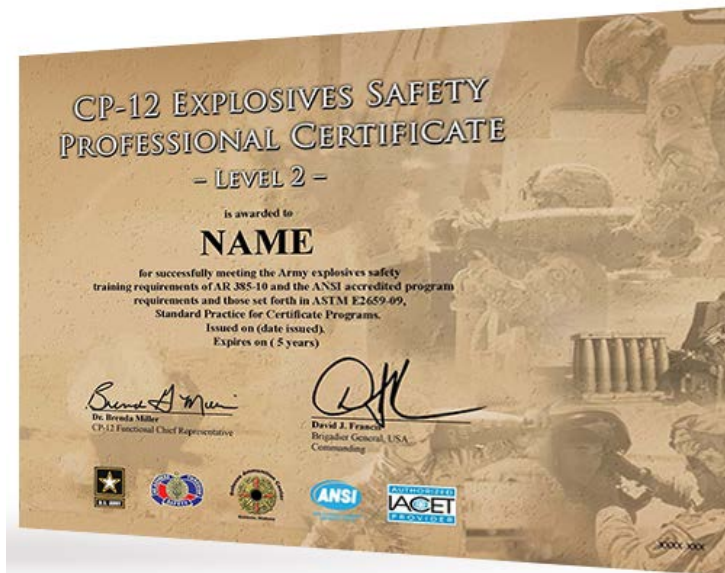 CP-12 EXPLOSIVES SAFETY
PROFESSIONAL CERTIFICATE
– LEVEL 2 –
is awarded to
NAME
for successfully meeting the Army explosives safety
training requirements of AR 385-10 and the ANSI accredited program
requirements and those set forth in ASTM E2659-09,
Standard Practice for Certificate Programs.
Issued on (date issued).
Expires on ( 5 years)
Dr. Brenda Miller
CP-12 Functional Chief Representative
David J. Francis
Brigadier General, USA
Commanding
U.S. ARMY
ANSI
AUTHORIZED
IACET
PROVIDER
XXXX XXX